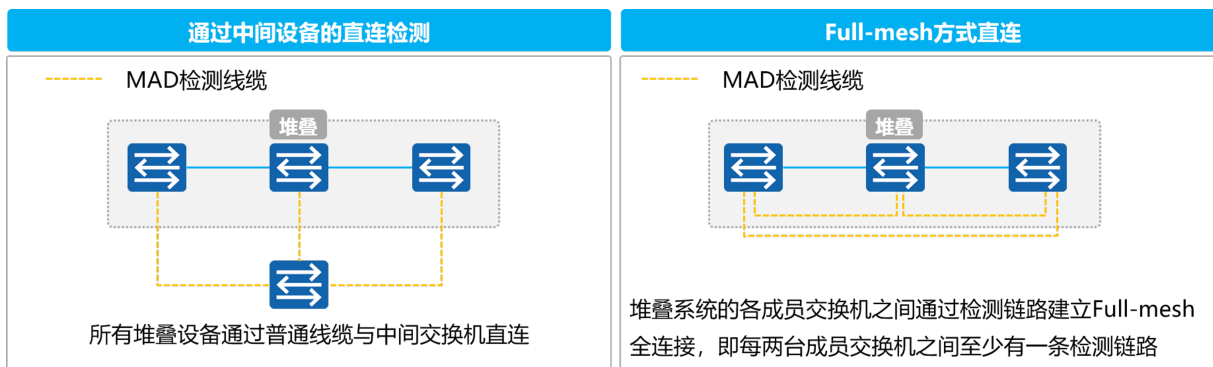 通过中间设备的直连检测
MAD检测线缆
堆叠
所有堆叠设备通过普通线缆与中间交换机直连
Full-mesh方式直连
MAD检测线缆
堆叠
堆叠系统的各成员交换机之间通过检测链路建立Full-mesh
全连接，即每两台成员交换机之间至少有一条检测链路